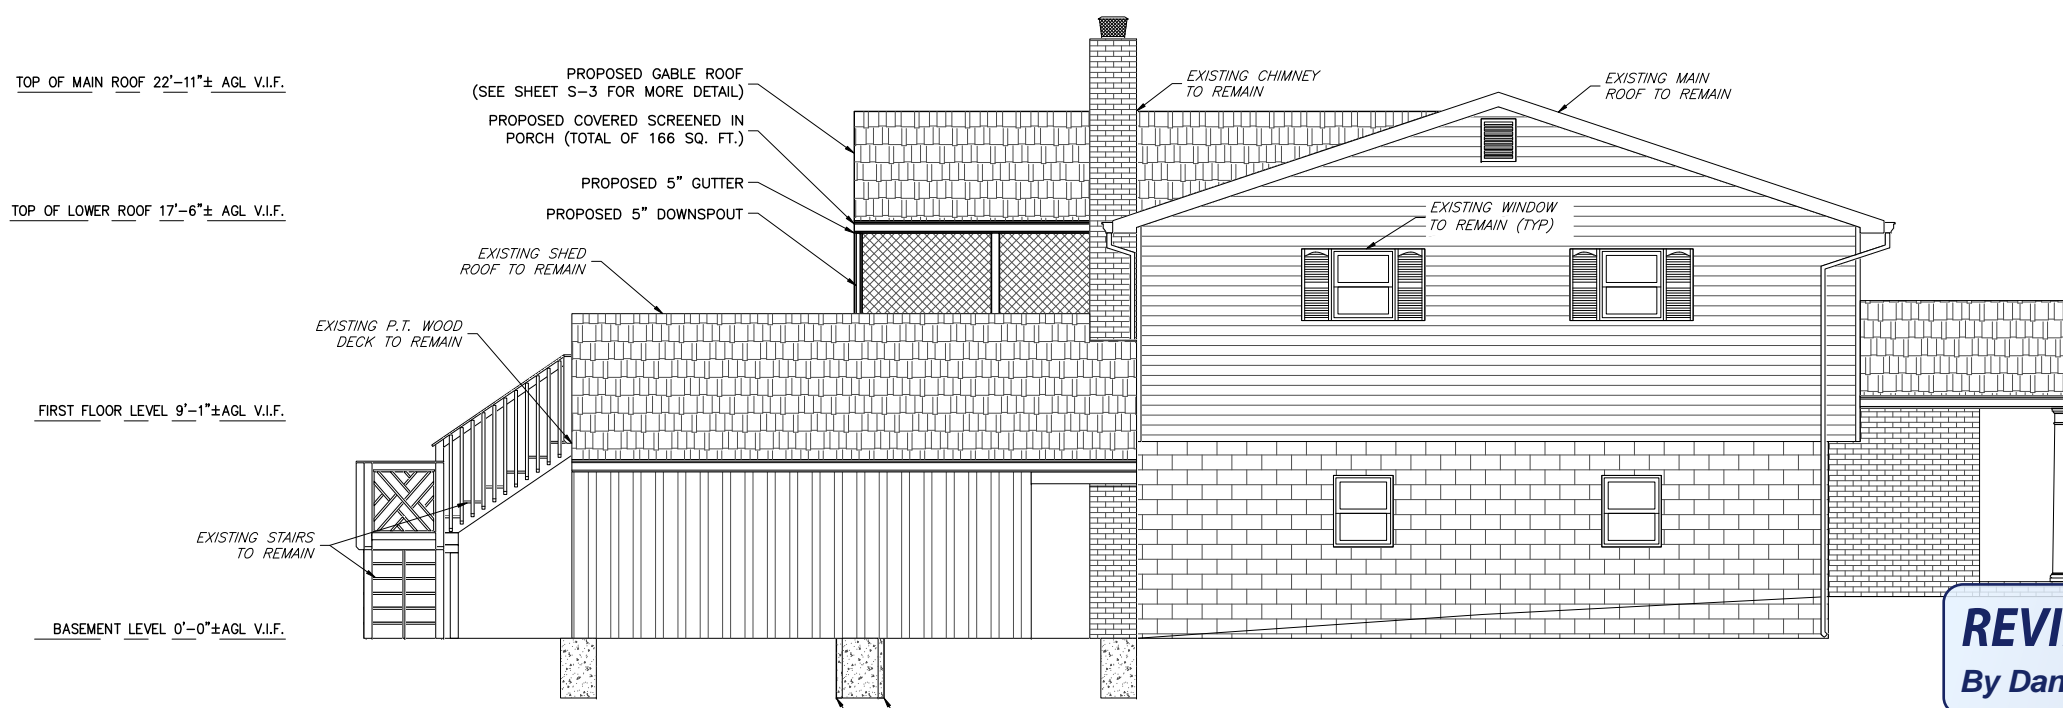 TOP OF MAIN ROOF 22'-11"± AGL V.I.F.
TOP OF LOWER ROOF 17'-6"± AGL V.I.F.
FIRST FLOOR LEVEL 9'-1"±AGL V.I.F.
BASEMENT LEVEL 0'-0"±AGL V.I.F.
PROPOSED GABLE ROOF
(SEE SHEET S-3 FOR MORE DETAIL)
PROPOSED COVERED SCREENED IN
PORCH (TOTAL OF 166 SQ. FT.)
PROPOSED 5" GUTTER
PROPOSED 5" DOWNSPOUT
EXISTING SHED
ROOF TO REMAIN
EXISTING P.T. WOOD
DECK TO REMAIN
EXISTING STAIRS
TO REMAIN
EXISTING CHIMNEY
TO REMAIN
EXISTING MAIN
ROOF TO REMAIN
EXISTING WINDOW
TO REMAIN (TYP)
REVI
By Dan